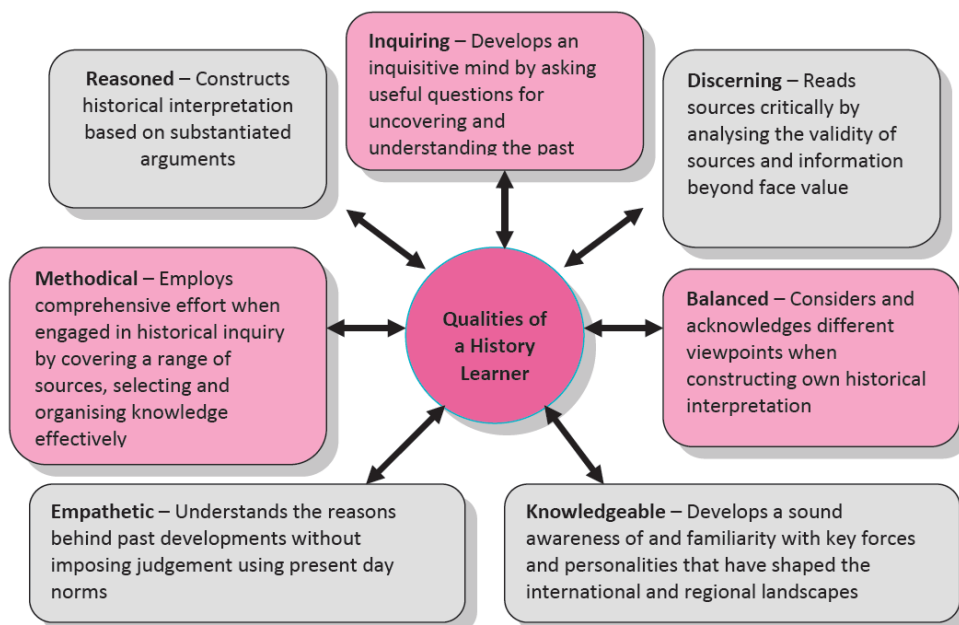 Inquiring – Develops an
inquisitive mind by asking
useful questions for
uncovering and
understanding the past
Reasoned – Constructs
historical interpretation
based on substantiated
arguments
Discerning – Reads
sources critically by
analysing the validity of
sources and information
beyond face value
Methodical – Employs
comprehensive effort when
engaged in historical inquiry
by covering a range of
sources, selecting and
organising knowledge
effectively
Qualities of
a History
Learner
Balanced – Considers and
acknowledges different
viewpoints when
constructing own historical
interpretation
Empathetic – Understands the reasons
behind past developments without
imposing judgement using present day
norms
Knowledgeable – Develops a sound
awareness of and familiarity with key forces
and personalities that have shaped the
international and regional landscapes